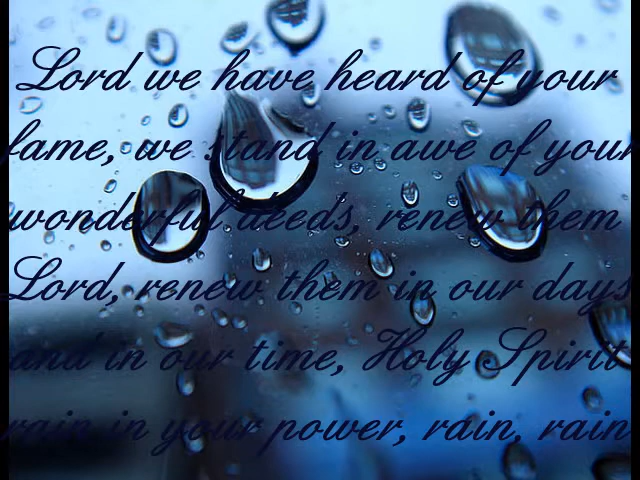 Lord we have heard of your
fame, we stand in awe of your
wonderful deeds, renew them
Lord, renew them in our days
and in our time, Holy Spirit
rain in your power, rain, rain